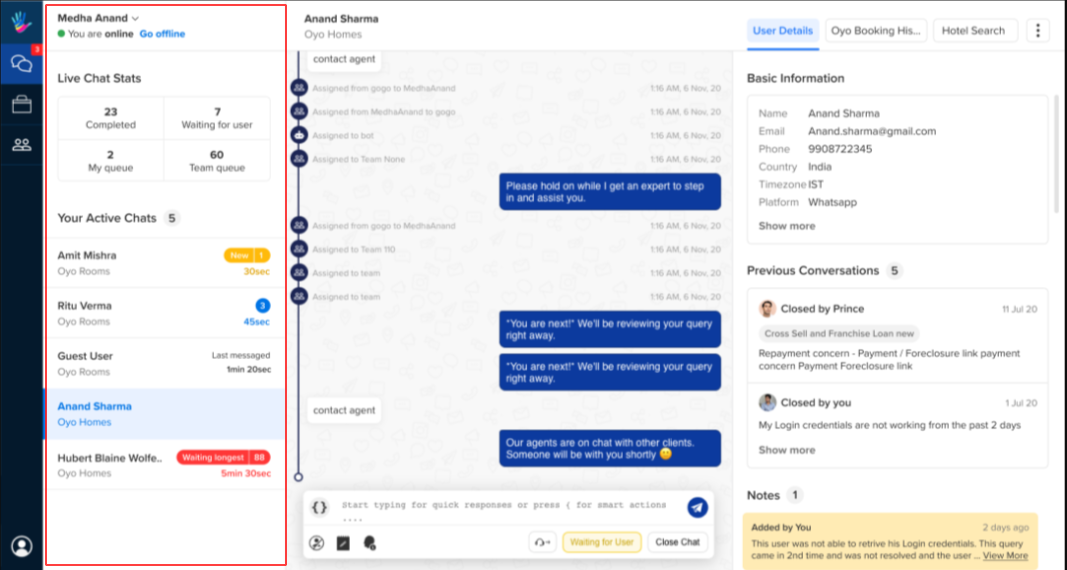 3
Medha Anand
You are online Go offline
Live Chat Stats
23
Completed
7
Waiting for user
2
My queue
60
Team queue
Your Active Chats 5
Amit Mishra
New 1
Oyo Rooms
30sec
Ritu Verma
3
Oyo Rooms
45sec
Guest User
Last messaged
Oyo Rooms
1min 20sec
Anand Sharma
Oyo Homes
Hubert Blaine Wolfe..
Waiting longest 88
Oyo Homes
5min 30sec
Anand Sharma
Oyo Homes
contact agent
Assigned from gogo to MedhaAnand 1:16 AM, 6 Nov, 20
Assigned from MedhaAnand to gogo 1:16 AM, 6 Nov, 20
Assigned to bot 1:16 AM, 6 Nov, 20
Assigned to Team None 1:16 AM, 6 Nov, 20
Please hold on while I get an expert to step
in and assist you.
Assigned from gogo to MedhaAnand 1:16 AM, 6 Nov, 20
Assigned to Team 110 1:16 AM, 6 Nov, 20
Assigned to team 1:16 AM, 6 Nov, 20
Assigned to team 1:16 AM, 6 Nov, 20
"You are next!" We'll be reviewing your query
right away.
"You are next!" We'll be reviewing your query
right away.
contact agent
Our agents are on chat with other clients.
Someone will be with you shortly 😀
{} Start typing for quick responses or press ( for smart actions
....
Waiting for User
Close Chat
User Details
Oyo Booking His...
Hotel Search
Basic Information
Name Anand Sharma
Email Anand.sharma@gmail.com
Phone 9908722345
Country India
Timezone IST
Platform Whatsapp
Show more
Previous Conversations 5
Closed by Prince 11 Jul 20
Cross Sell and Franchise Loan new
Repayment concern - Payment / Foreclosure link payment
concern Payment Foreclosure link
Closed by you 1 Jul 20
My Login credentials are not working from the past 2 days
Show more
Notes 1
Added by You 2 days ago
This user was not able to retrive his Login credentials. This query
came in 2nd time and was not resolved and the user ... View More